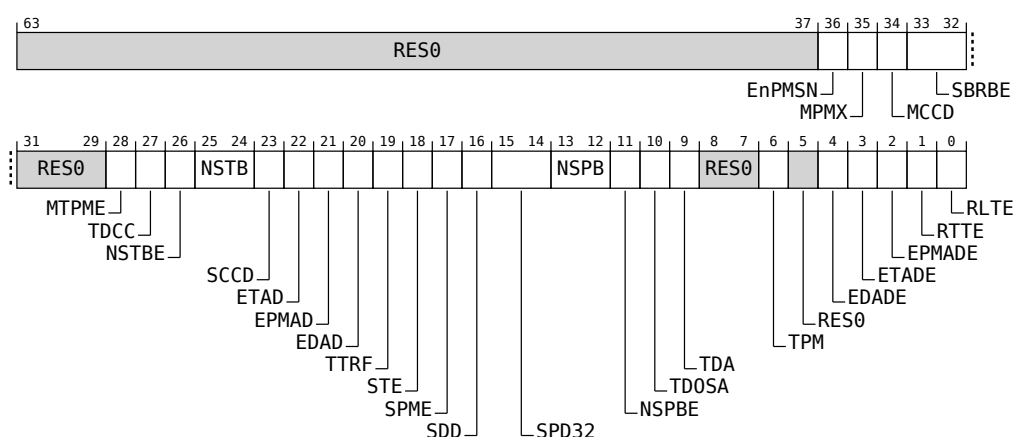 63 37 36 35 34 33 32
RES0
EnPMSN SBRBE
MPMX MCCD
31 29 28 27 26 25 24 23 22 21 20 19 18 17 16 15 14 13 12 11 10 9 8 7 6 5 4 3 2 1 0
RES0 NSTB NSPB RES0
MTPME RLTE
TDCC RTTE
NSTBE EPMADE
SCCD ETADE
ETAD EDADE
EPMAD RES0
EDAD TPM
TTRF TDA
STE TDOSA
SPME NSPBE
SDD SPD32